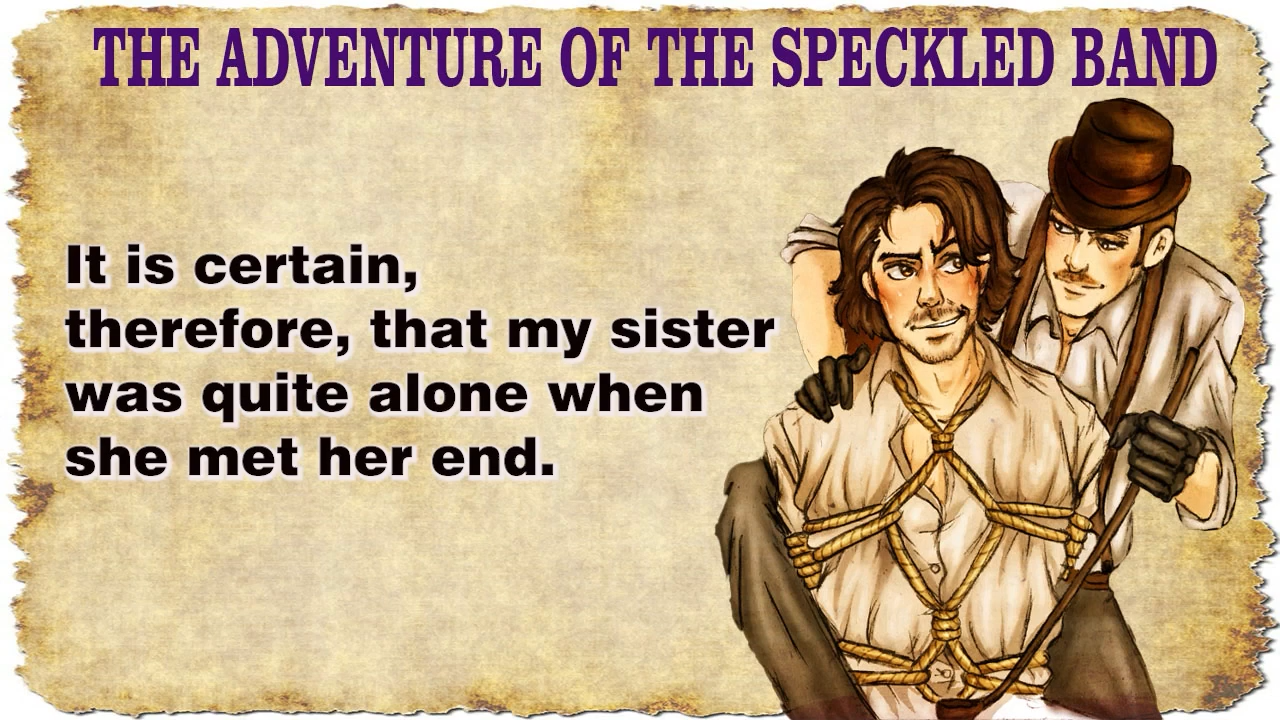 THE ADVENTURE OF THE SPECKLED BAND
It is certain,
therefore, that my sister
was quite alone when
she met her end.